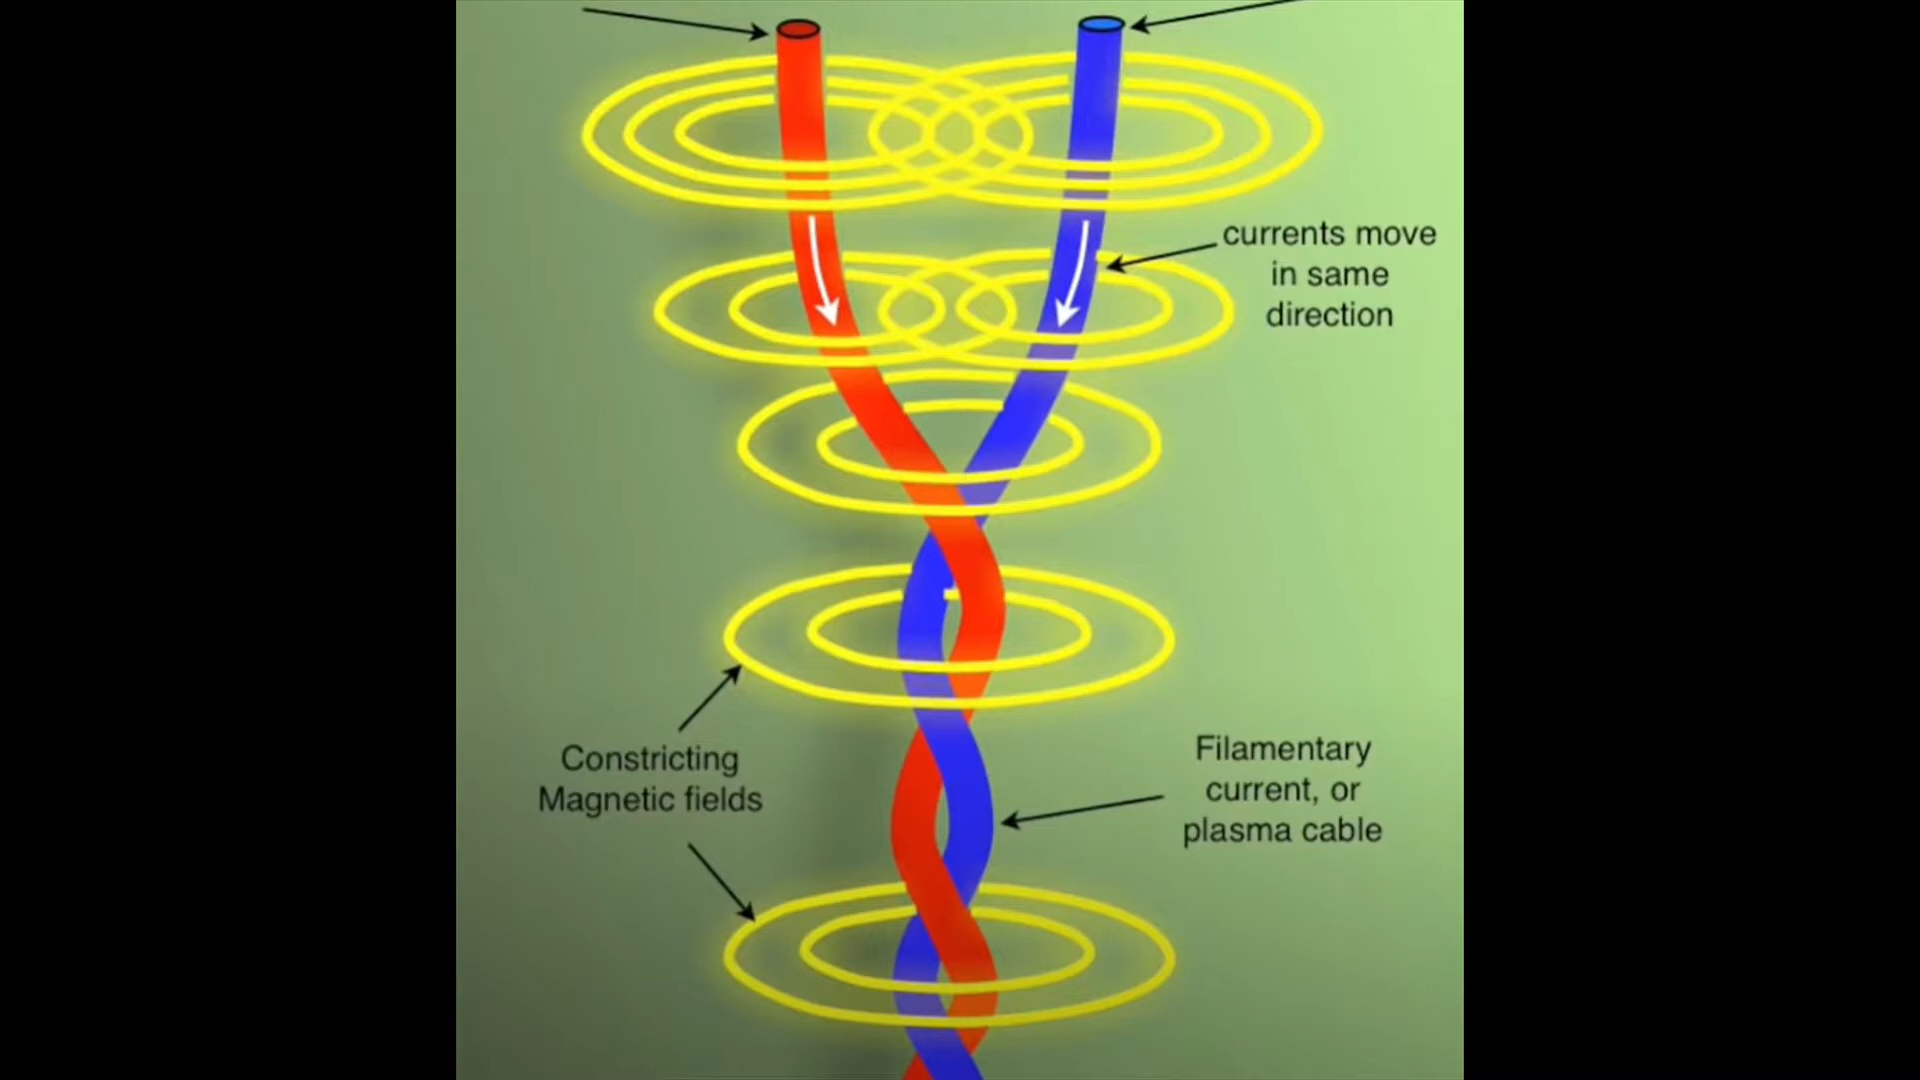 currents move
in same
direction
Constricting
Magnetic fields
Filamentary
current, or
plasma cable